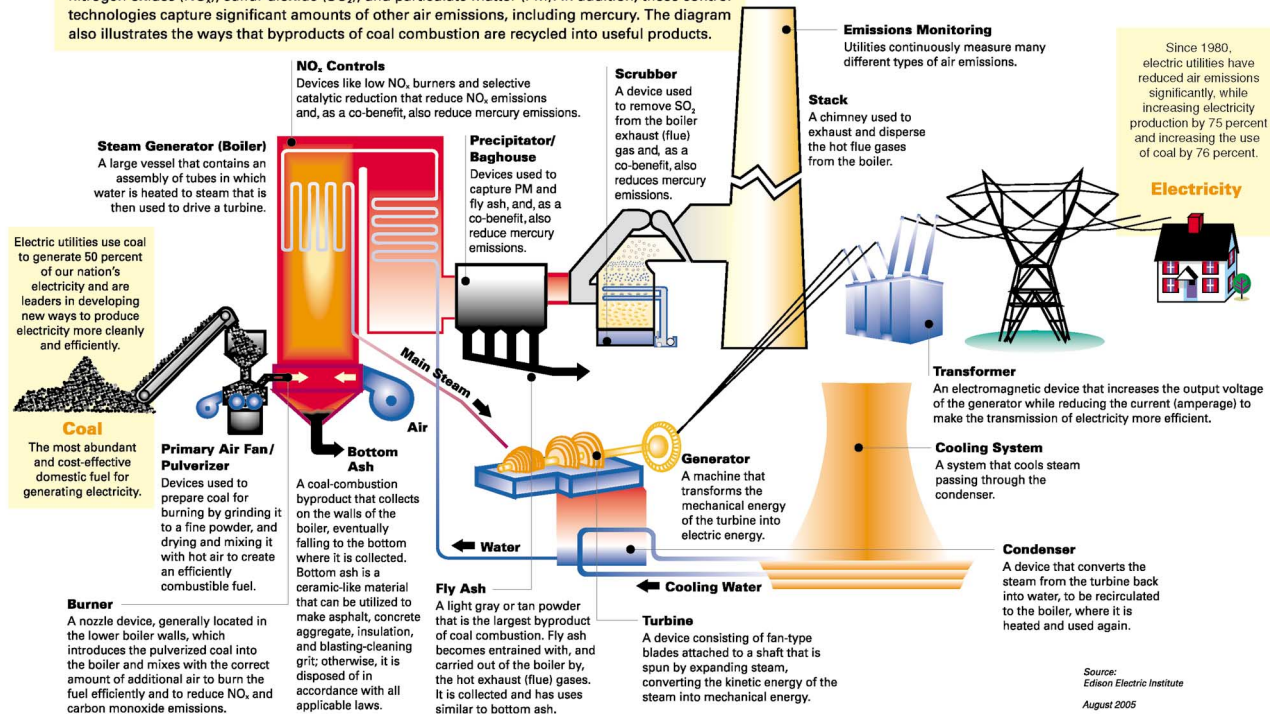 technologies capture significant amounts of other air emissions, including mercury. The diagram
also illustrates the ways that byproducts of coal combustion are recycled into useful products.
NOx Controls
Devices like low NOx burners and selective
catalytic reduction that reduce NOx emissions
and, as a co-benefit, also reduce mercury emissions.
Steam Generator (Boiler)
A large vessel that contains an
assembly of tubes in which
water is heated to steam that is
then used to drive a turbine.
Precipitator/
Baghouse
Devices used to
capture PM and
fly ash, and, as a
co-benefit, also
reduce mercury
emissions.
Scrubber
A device used
to remove SO2
from the boiler
exhaust (flue)
gas and, as a
co-benefit, also
reduces mercury
emissions.
Emissions Monitoring
Utilities continuously measure many
different types of air emissions.
Stack
A chimney used to
exhaust and disperse
the hot flue gases
from the boiler.
Since 1980,
electric utilities have
reduced air emissions
significantly, while
increasing electricity
production by 75 percent
and increasing the use
of coal by 76 percent.
Electricity
Electric utilities use coal
to generate 50 percent
of our nation's
electricity and are
leaders in developing
new ways to produce
electricity more cleanly
and efficiently.
Coal
The most abundant
and cost-effective
domestic fuel for
generating electricity.
Main Steam
Air
Primary Air Fan/
Pulverizer
Devices used to
prepare coal for
burning by grinding it
to a fine powder, and
drying and mixing it
with hot air to create
an efficiently
combustible fuel.
Bottom
Ash
A coal-combustion
byproduct that collects
on the walls of the
boiler, eventually
falling to the bottom
where it is collected.
Bottom ash is a
ceramic-like material
that can be utilized to
make asphalt, concrete
aggregate, insulation,
and blasting-cleaning
grit; otherwise, it is
disposed of in
accordance with all
applicable laws.
Burner
A nozzle device, generally located in
the lower boiler walls, which
introduces the pulverized coal into
the boiler and mixes with the correct
amount of additional air to burn the
fuel efficiently and to reduce NOx and
carbon monoxide emissions.
Water
Cooling Water
Fly Ash
A light gray or tan powder
that is the largest byproduct
of coal combustion. Fly ash
becomes entrained with, and
carried out of the boiler by,
the hot exhaust (flue) gases.
It is collected and has uses
similar to bottom ash.
Generator
A machine that
transforms the
mechanical energy
of the turbine into
electric energy.
Turbine
A device consisting of fan-type
blades attached to a shaft that is
spun by expanding steam,
converting the kinetic energy of the
steam into mechanical energy.
Transformer
An electromagnetic device that increases the output voltage
of the generator while reducing the current (amperage) to
make the transmission of electricity more efficient.
Cooling System
A system that cools steam
passing through the
condenser.
Condenser
A device that converts the
steam from the turbine back
into water, to be recirculated
to the boiler, where it is
heated and used again.
Source:
Edison Electric Institute
August 2005